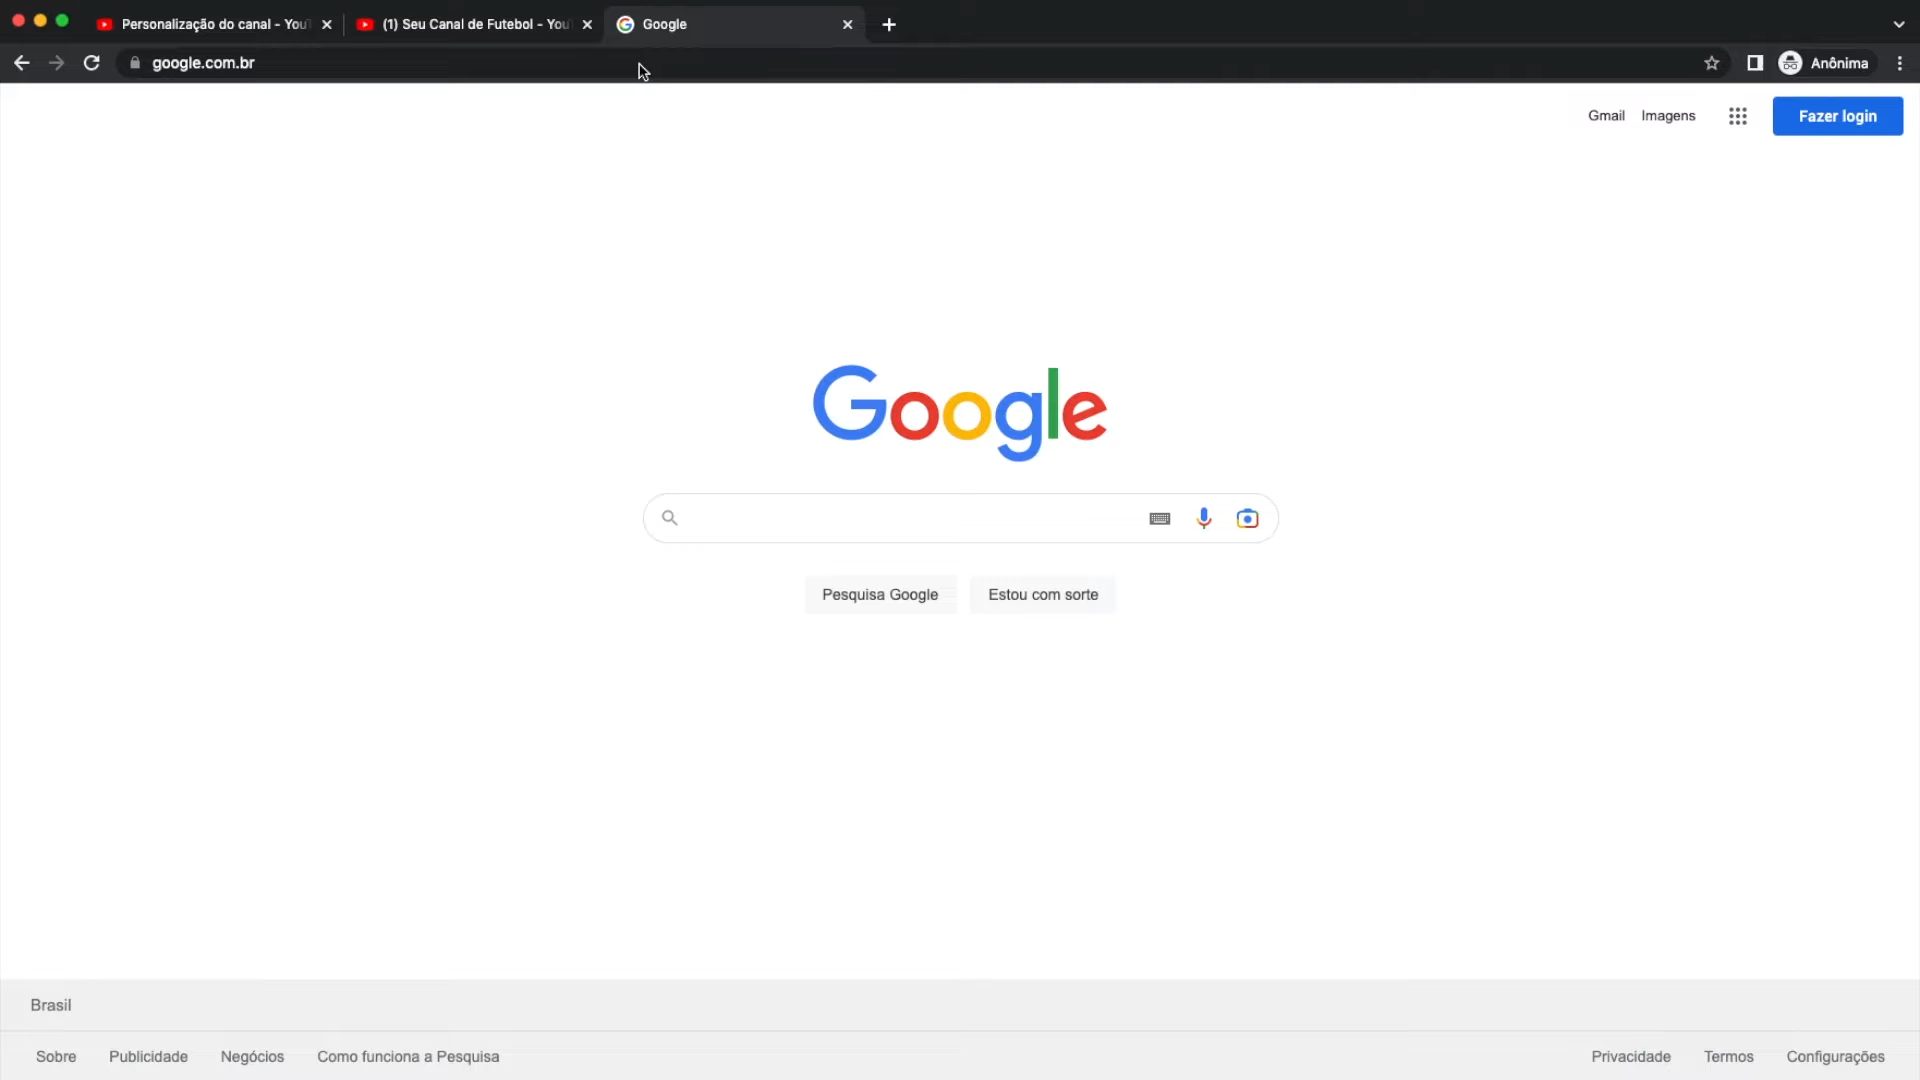 Personalização do canal - You
(1) Seu Canal de Futebol - You
Google
google.com.br
Anônima
Gmail
Imagens
Fazer login
Google
Pesquisa Google
Estou com sorte
Brasil
Sobre
Publicidade
Negócios
Como funciona a Pesquisa
Privacidade
Termos
Configurações